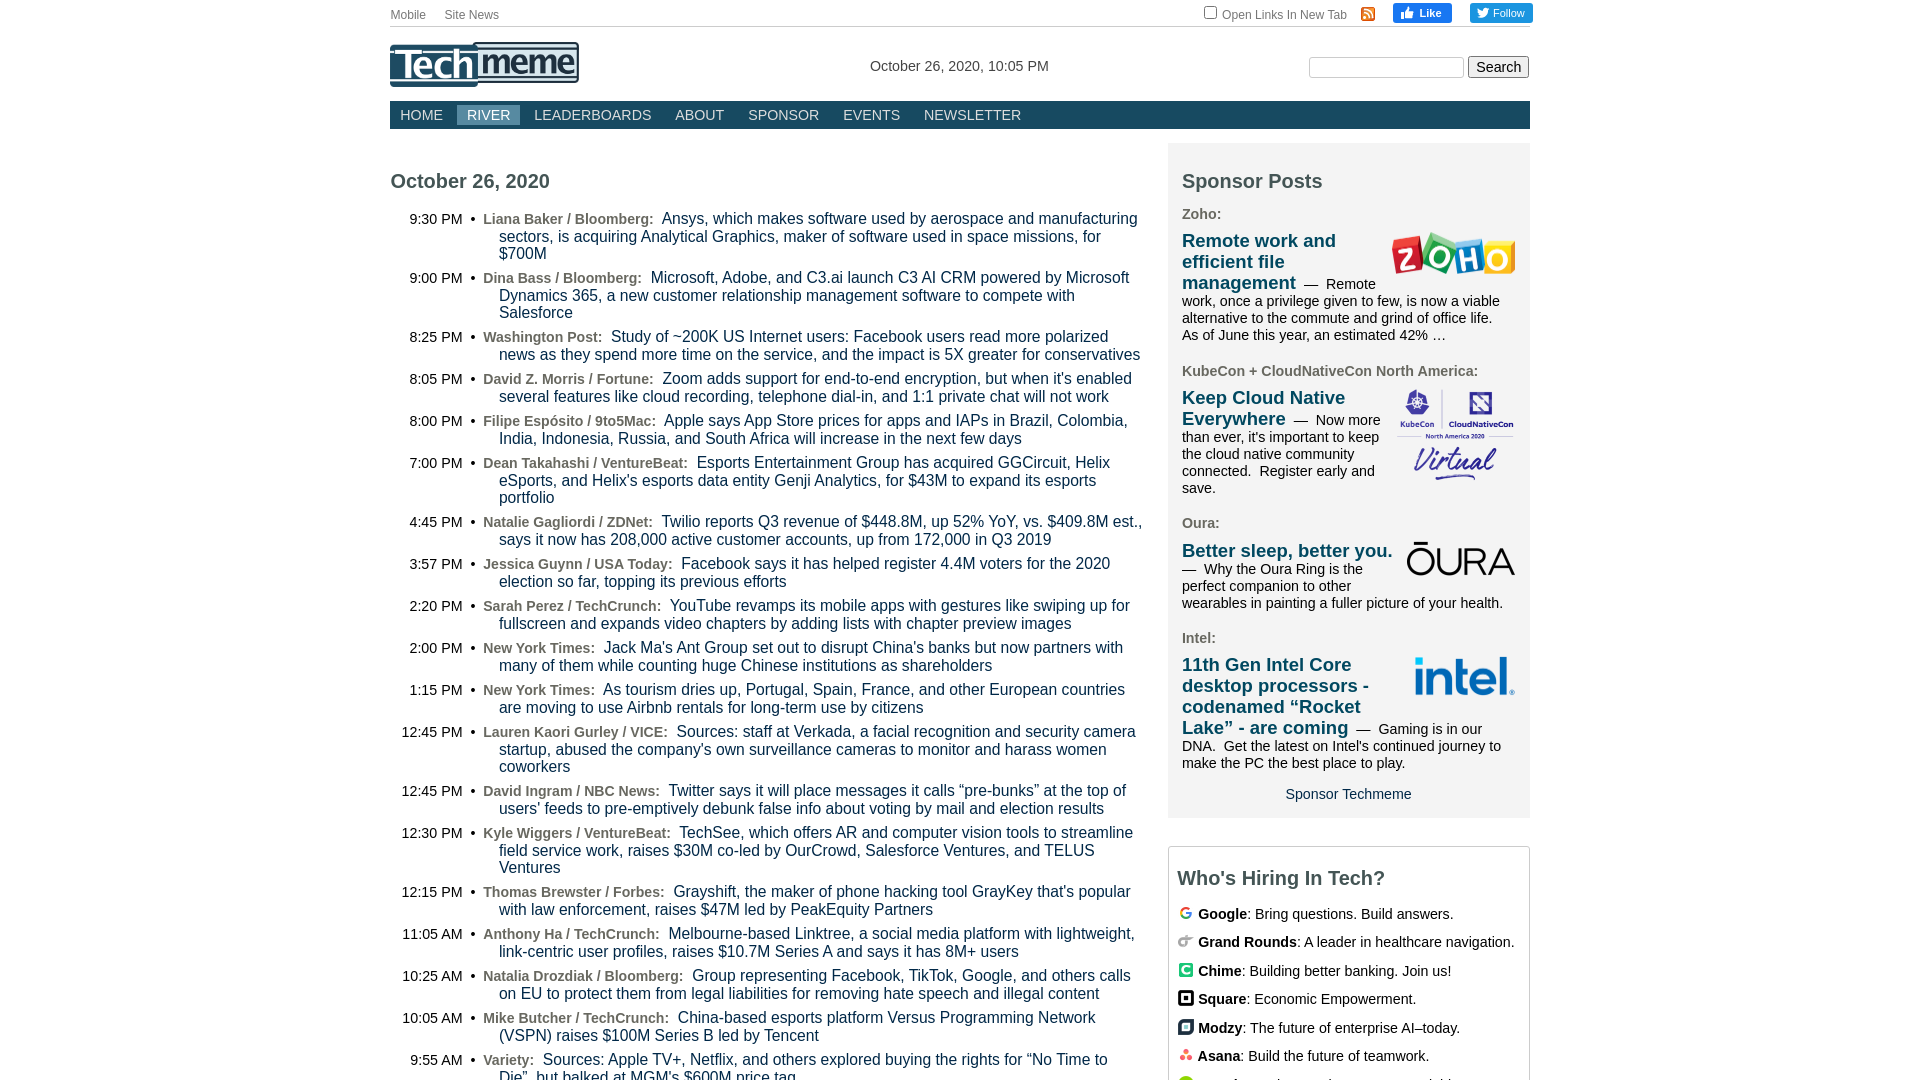 Mobile Site News Open Links In New Tab Like Follow
Techmeme October 26, 2020, 10:05 PM Search
HOME RIVER LEADERBOARDS ABOUT SPONSOR EVENTS NEWSLETTER
October 26, 2020
9:30 PM • Liana Baker / Bloomberg: Ansys, which makes software used by aerospace and manufacturing
sectors, is acquiring Analytical Graphics, maker of software used in space missions, for
$700M
9:00 PM • Dina Bass / Bloomberg: Microsoft, Adobe, and C3.ai launch C3 AI CRM powered by Microsoft
Dynamics 365, a new customer relationship management software to compete with
Salesforce
8:25 PM • Washington Post: Study of ~200K US Internet users: Facebook users read more polarized
news as they spend more time on the service, and the impact is 5X greater for conservatives
8:05 PM • David Z. Morris / Fortune: Zoom adds support for end-to-end encryption, but when it's enabled
several features like cloud recording, telephone dial-in, and 1:1 private chat will not work
8:00 PM • Filipe Espósito / 9to5Mac: Apple says App Store prices for apps and IAPs in Brazil, Colombia,
India, Indonesia, Russia, and South Africa will increase in the next few days
7:00 PM • Dean Takahashi / VentureBeat: Esports Entertainment Group has acquired GGCircuit, Helix
eSports, and Helix's esports data entity Genji Analytics, for $43M to expand its esports
portfolio
4:45 PM • Natalie Gagliordi / ZDNet: Twilio reports Q3 revenue of $448.8M, up 52% YoY, vs. $409.8M est.,
says it now has 208,000 active customer accounts, up from 172,000 in Q3 2019
3:57 PM • Jessica Guynn / USA Today: Facebook says it has helped register 4.4M voters for the 2020
election so far, topping its previous efforts
2:20 PM • Sarah Perez / TechCrunch: YouTube revamps its mobile apps with gestures like swiping up for
fullscreen and expands video chapters by adding lists with chapter preview images
2:00 PM • New York Times: Jack Ma's Ant Group set out to disrupt China's banks but now partners with
many of them while counting huge Chinese institutions as shareholders
1:15 PM • New York Times: As tourism dries up, Portugal, Spain, France, and other European countries
are moving to use Airbnb rentals for long-term use by citizens
12:45 PM • Lauren Kaori Gurley / VICE: Sources: staff at Verkada, a facial recognition and security camera
startup, abused the company's own surveillance cameras to monitor and harass women
coworkers
12:45 PM • David Ingram / NBC News: Twitter says it will place messages it calls “pre-bunks” at the top of
users' feeds to pre-emptively debunk false info about voting by mail and election results
12:30 PM • Kyle Wiggers / VentureBeat: TechSee, which offers AR and computer vision tools to streamline
field service work, raises $30M co-led by OurCrowd, Salesforce Ventures, and TELUS
Ventures
12:15 PM • Thomas Brewster / Forbes: Grayshift, the maker of phone hacking tool GrayKey that's popular
with law enforcement, raises $47M led by PeakEquity Partners
11:05 AM • Anthony Ha / TechCrunch: Melbourne-based Linktree, a social media platform with lightweight,
link-centric user profiles, raises $10.7M Series A and says it has 8M+ users
10:25 AM • Natalia Drozdiak / Bloomberg: Group representing Facebook, TikTok, Google, and others calls
on EU to protect them from legal liabilities for removing hate speech and illegal content
10:05 AM • Mike Butcher / TechCrunch: China-based esports platform Versus Programming Network
(VSPN) raises $100M Series B led by Tencent
9:55 AM • Variety: Sources: Apple TV+, Netflix, and others explored buying the rights for “No Time to
Die”, but balked at MGM's $600M price tag
Sponsor Posts
Zoho:
Remote work and ZOHO
efficient file
management — Remote
work, once a privilege given to few, is now a viable
alternative to the commute and grind of office life.
As of June this year, an estimated 42% …
KubeCon + CloudNativeCon North America:
Keep Cloud Native
Everywhere — Now more
than ever, it's important to keep
the cloud native community
connected. Register early and
save.
KubeCon CloudNativeCon
North America 2020
Virtual
Oura:
Better sleep, better you. ŌURA
— Why the Oura Ring is the
perfect companion to other
wearables in painting a fuller picture of your health.
Intel:
11th Gen Intel Core intel®
desktop processors -
codenamed “Rocket
Lake” - are coming — Gaming is in our
DNA. Get the latest on Intel's continued journey to
make the PC the best place to play.
Sponsor Techmeme
Who's Hiring In Tech?
Google: Bring questions. Build answers.
Grand Rounds: A leader in healthcare navigation.
Chime: Building better banking. Join us!
Square: Economic Empowerment.
Modzy: The future of enterprise AI–today.
Asana: Build the future of teamwork.